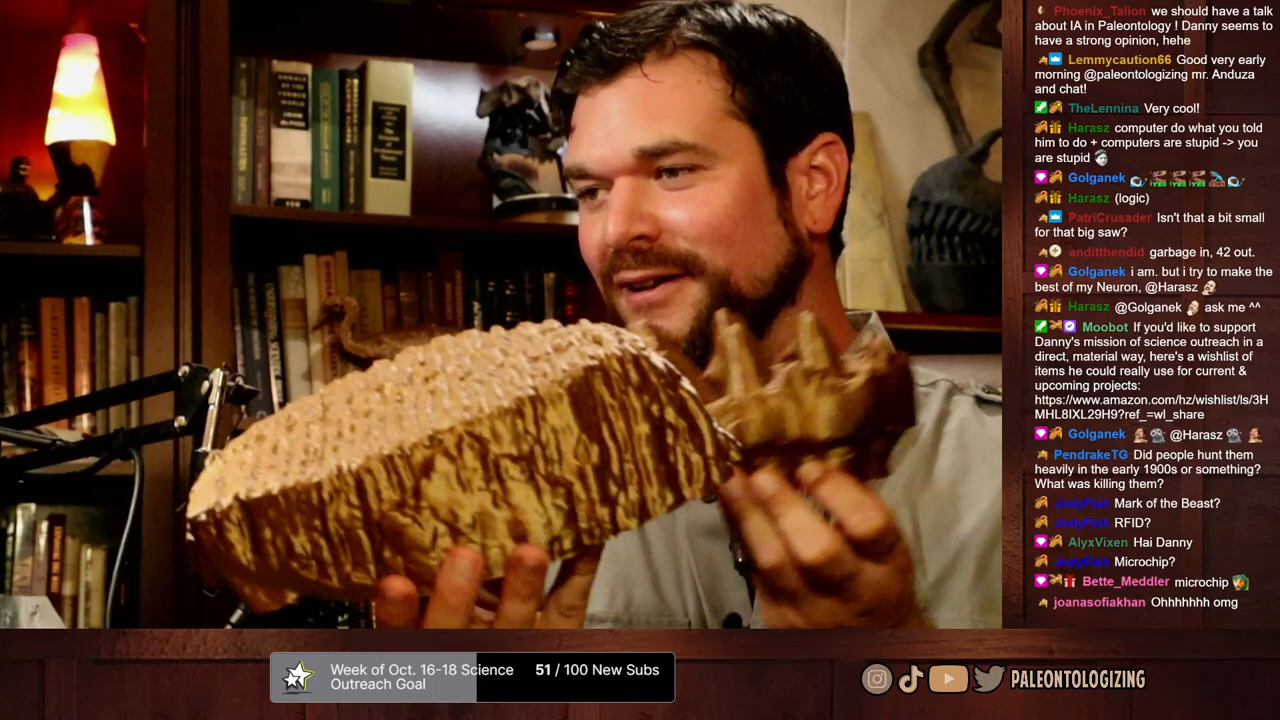 Phoenix_Talion we should have a talk
about IA in Paleontology ! Danny seems to
have a strong opinion, hehe
Lemmycaution66 Good very early
morning @paleontologizing mr. Anduza
and chat!
TheLennina Very cool!
Harasz computer do what you told
him to do + computers are stupid -> you
are stupid
Golganek
Harasz (logic)
PatriCrusader Isn't that a bit small
for that big saw?
anditthendid garbage in, 42 out.
Golganek i am. but i try to make the
best of my Neuron, @Harasz
Harasz @Golganek ask me ^^
Moobot If you'd like to support
Danny's mission of science outreach in a
direct, material way, here's a wishlist of
items he could really use for current &
upcoming projects:
https://www.amazon.com/hz/wishlist/ls/3H
MHL8IXL29H9?ref_=wl_share
Golganek @Harasz
PendrakeTG Did people hunt them
heavily in the early 1900s or something?
What was killing them?
JodyFish Mark of the Beast?
JodyFish RFID?
AlyxVixen Hai Danny
JodyFish Microchip?
Bette_Meddler microchip
joanasofiakhan Ohhhhhh omg
Week of Oct. 16-18 Science
Outreach Goal
51 / 100 New Subs
PALEONTOLOGIZING